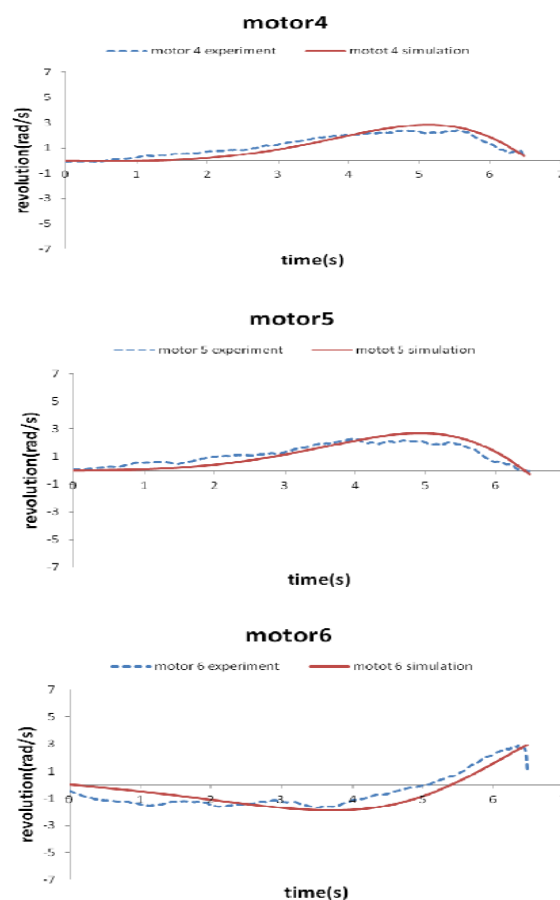 motor4
motor 4 experiment motot 4 simulation
7
5
3
1
-1
-3
-5
-7
0 1 2 3 4 5 6 7
revolution(rad/s)
time(s)
motor5
motor 5 experiment motot 5 simulation
7
5
3
1
-1
-3
-5
-7
0 1 2 3 4 5 6
revolution(rad/s)
time(s)
motor6
motor 6 experiment motot 6 simulation
7
5
3
1
-1
-3
-5
-7
0 1 2 3 4 5 6
revolution(rad/s)
time(s)